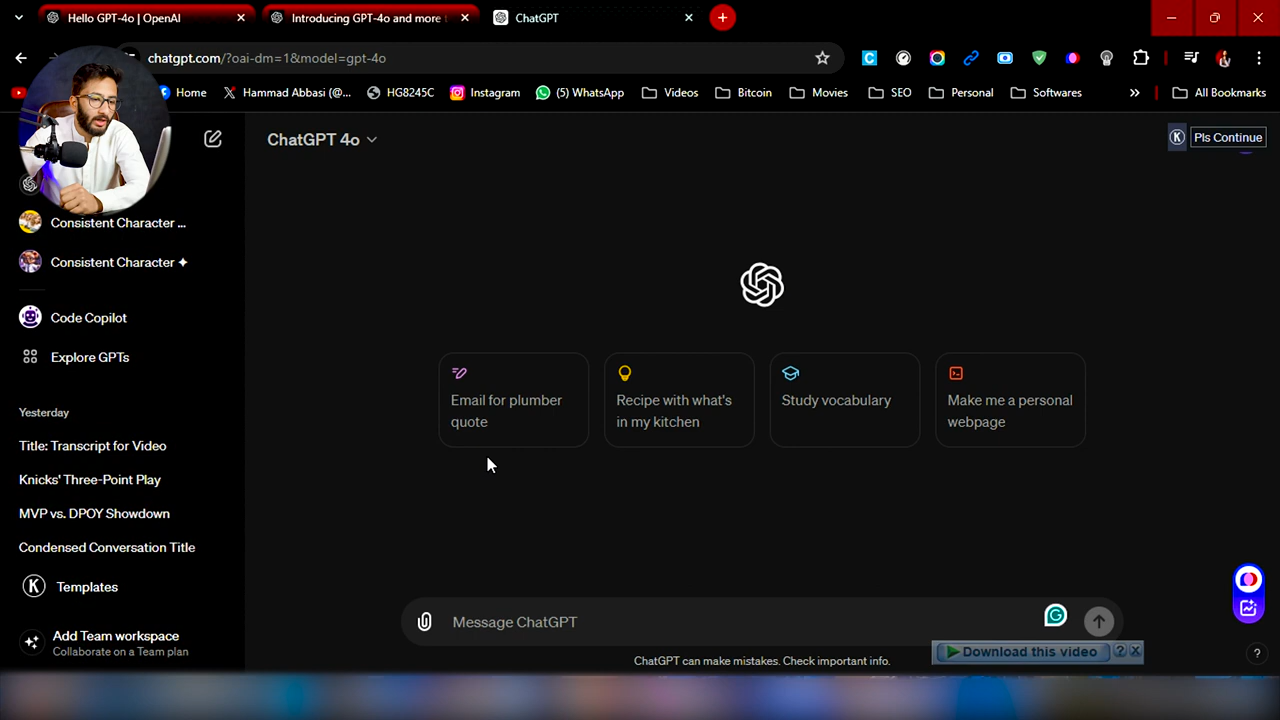 Hello GPT-4o | OpenAI
Introducing GPT-4o and more
ChatGPT
chatgpt.com/?oai-dm=1&model=gpt-4o
Home
Hammad Abbasi (@...
HG8245C
Instagram
(5) WhatsApp
Videos
Bitcoin
Movies
SEO
Personal
Softwares
»
All Bookmarks
ChatGPT 4o
K
Pls Continue
Consistent Character ...
Consistent Character ✦
Code Copilot
Explore GPTs
Yesterday
Title: Transcript for Video
Knicks' Three-Point Play
MVP vs. DPOY Showdown
Condensed Conversation Title
K
Templates
Add Team workspace
Collaborate on a Team plan
Email for plumber
quote
Recipe with what's
in my kitchen
Study vocabulary
Make me a personal
webpage
Message ChatGPT
Download this video
?
ChatGPT can make mistakes. Check important info.
?